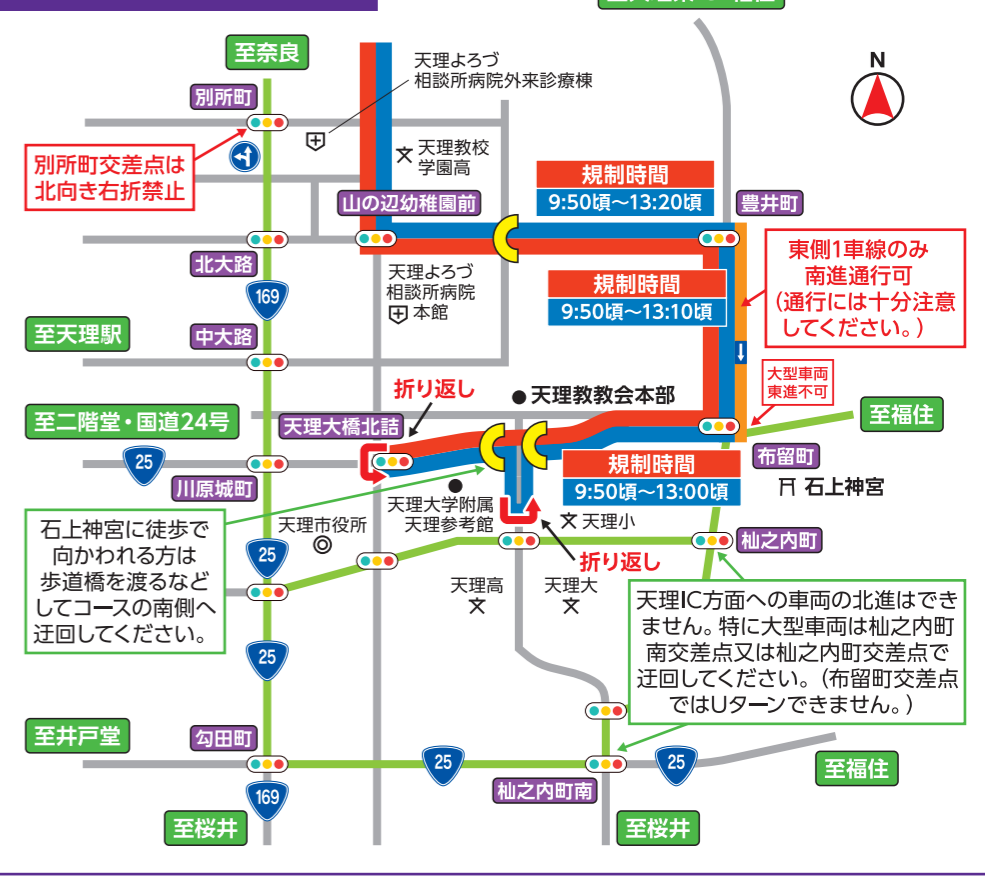 至奈良
N
天理よろづ
相談所病院外来診療棟
別所町
別所町交差点は
北向き右折禁止
文
天理教校
学園高
規制時間
9:50頃～13:20頃
山の辺幼稚園前
豊井町
北大路
東側1車線のみ
南進通行可
(通行には十分注意
してください。)
天理よろづ
相談所病院
本館
規制時間
9:50頃～13:10頃
169
至天理駅
中大路
大型車両
東進不可
折り返し
天理教教会本部
至二階堂・国道24号
天理大橋北詰
至福住
25
川原城町
規制時間
9:50頃～13:00頃
布留町
石上神宮
石上神宮に徒歩で
向かわれる方は
歩道橋を渡るなど
してコースの南側へ
迂回してください。
天理市役所
天理大学附属
天理参考館
文 天理小
杣之内町
25
折り返し
天理高
文
天理大
文
天理IC方面への車両の北進はでき
ません。特に大型車両は杣之内町
南交差点又は杣之内町交差点で
迂回してください。(布留町交差点
ではUターンできません。)
25
至井戸堂
勾田町
25
25
至福住
169
杣之内町南
至桜井
至桜井